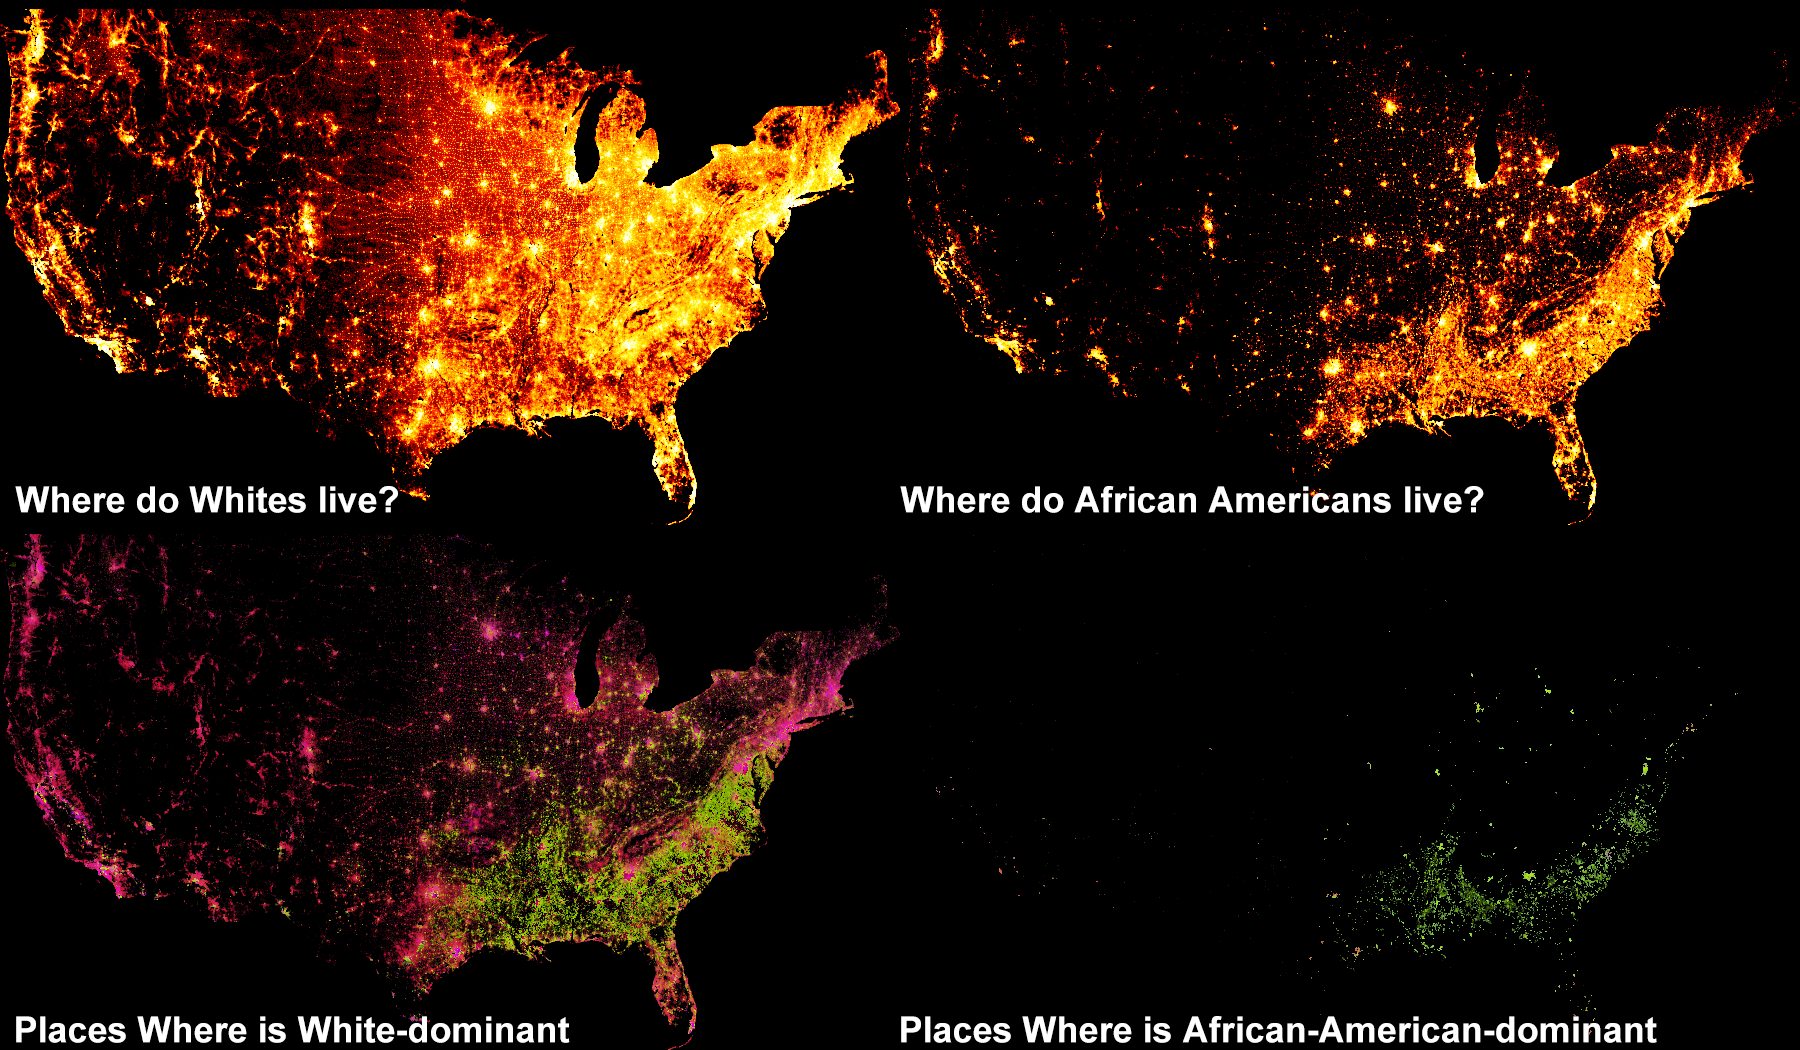 Where do Whites live?
Where do African Americans live?
Places Where is White-dominant
Places Where is African-American-dominant